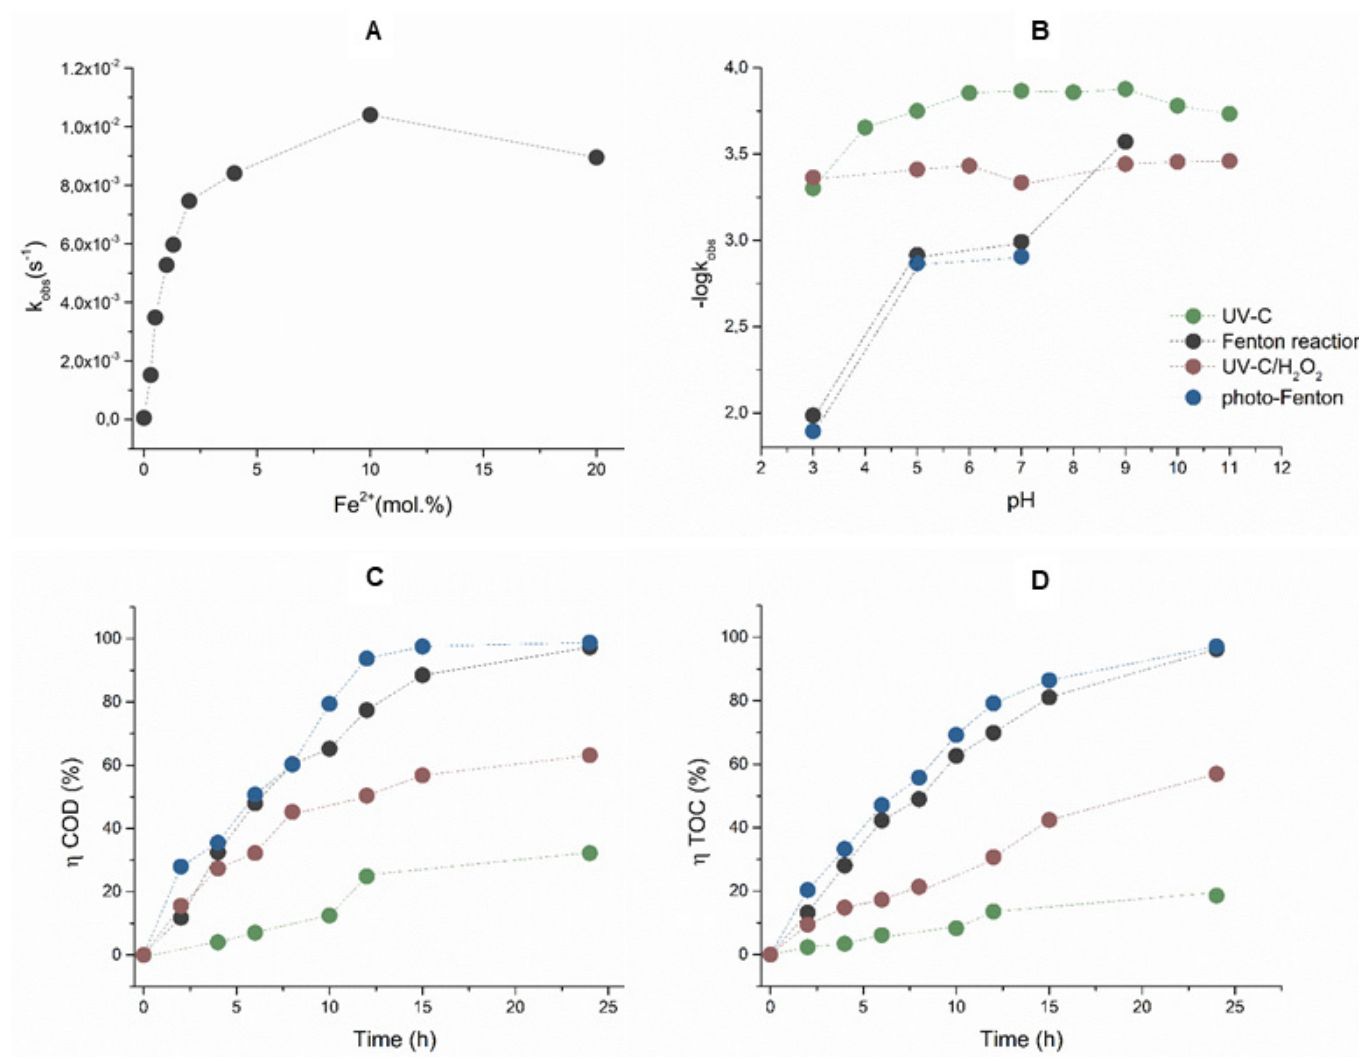 A
1.2x10⁻²
1.0x10⁻²
8.0x10⁻³
6.0x10⁻³
4.0x10⁻³
2.0x10⁻³
0,0
k_obs(s⁻¹)
0 5 10 15 20
Fe²⁺(mol.%)
B
4,0
3,5
3,0
2,5
2,0
-logk_obs
2 3 4 5 6 7 8 9 10 11 12
pH
UV-C
Fenton reaction
UV-C/H₂O₂
photo-Fenton
C
100
80
60
40
20
0
η COD (%)
0 5 10 15 20 25
Time (h)
D
100
80
60
40
20
0
η TOC (%)
0 5 10 15 20 25
Time (h)